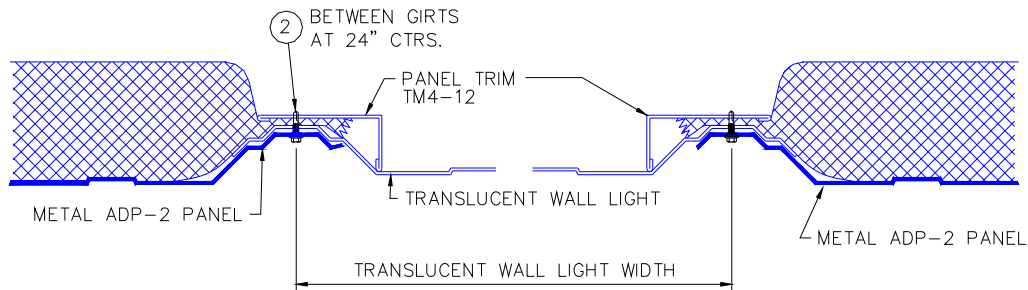 2 BETWEEN GIRTS
AT 24" CTRS.
PANEL TRIM
TM4-12
TRANSLUCENT WALL LIGHT
METAL ADP-2 PANEL
METAL ADP-2 PANEL
TRANSLUCENT WALL LIGHT WIDTH